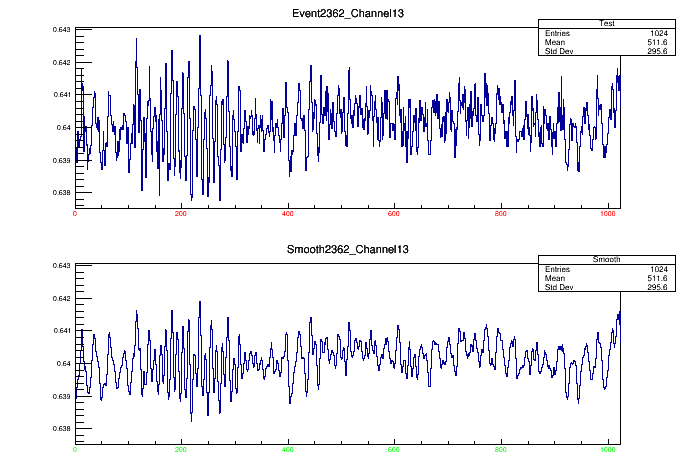 Event2362_Channel13
Test
Entries 1024
Mean 511.6
Std Dev 295.6
0.643
0.642
0.641
0.64
0.639
0.638
0 200 400 600 800 1000
Smooth2362_Channel13
Smooth
Entries 1024
Mean 511.6
Std Dev 295.6
0.643
0.642
0.641
0.64
0.639
0.638
0 200 400 600 800 1000